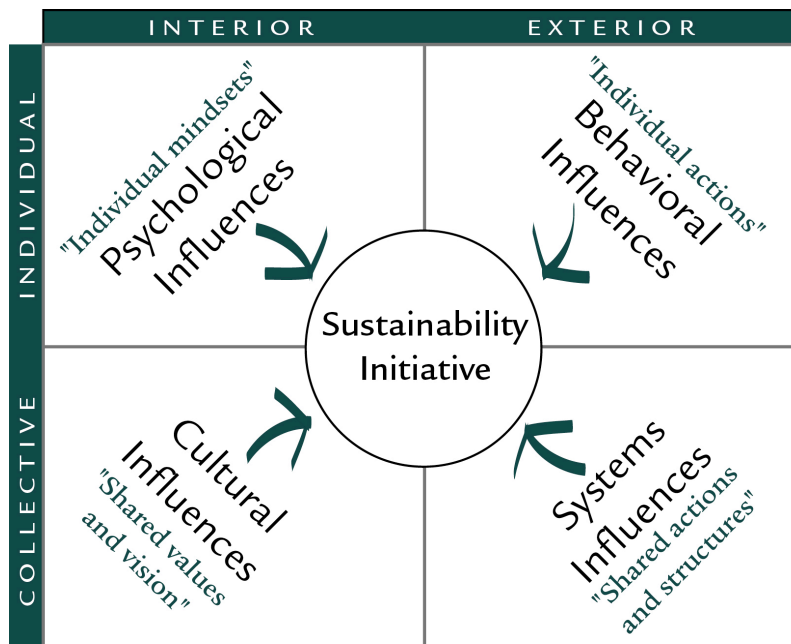 INTERIOR
EXTERIOR
INDIVIDUAL
"Individual mindsets"
Psychological
Influences
"Individual actions"
Behavioral
Influences
Sustainability
Initiative
COLLECTIVE
Cultural
Influences
"Shared values
and vision"
Systems
Influences
"Shared actions
and structures"